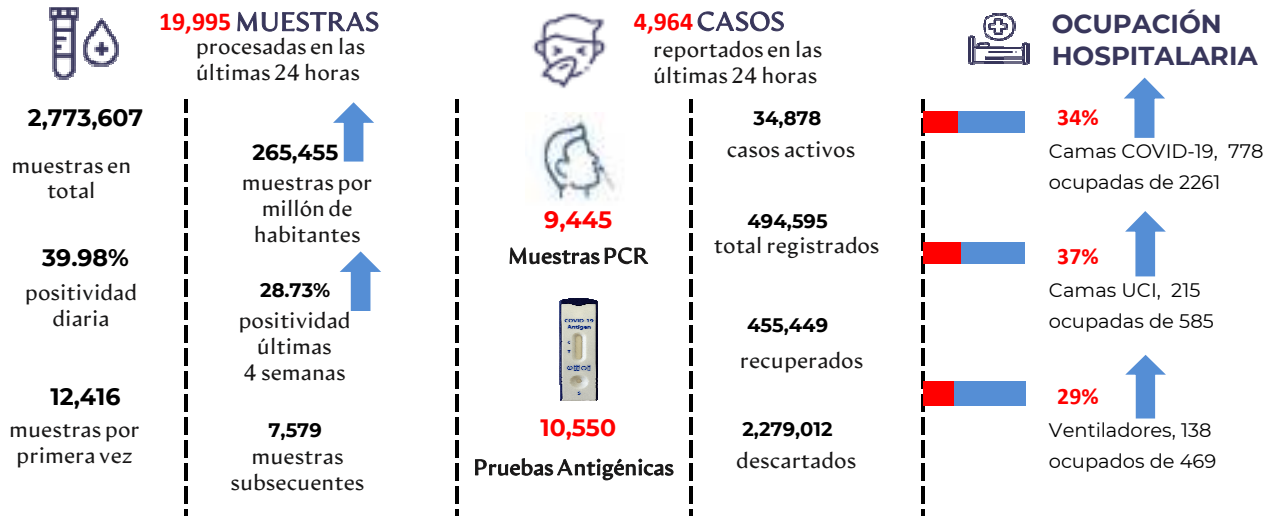 19,995 MUESTRAS
procesadas en las
últimas 24 horas
2,773,607
muestras en
total
39.98%
positividad
diaria
12,416
muestras por
primera vez
265,455
muestras por
millón de
habitantes
28.73%
positividad
últimas
4 semanas
7,579
muestras
subsecuentes
4,964 CASOS
reportados en las
últimas 24 horas
9,445
Muestras PCR
COVID-19
Antigen
C
T
S
10,550
Pruebas Antigénicas
34,878
casos activos
494,595
total registrados
455,449
recuperados
2,279,012
descartados
OCUPACIÓN
HOSPITALARIA
34%
Camas COVID-19, 778
ocupadas de 2261
37%
Camas UCI, 215
ocupadas de 585
29%
Ventiladores, 138
ocupados de 469